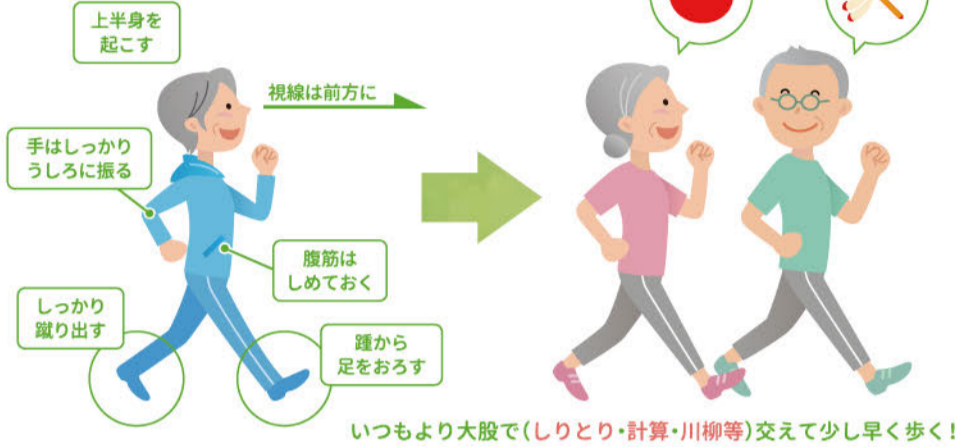 上半身を
起こす
視線は前方に
手はしっかり
うしろに振る
腹筋は
しめておく
しっかり
蹴り出す
踵から
足をおろす
いつもより大股で(しりとり・計算・川柳等)交えて少し早く歩く!